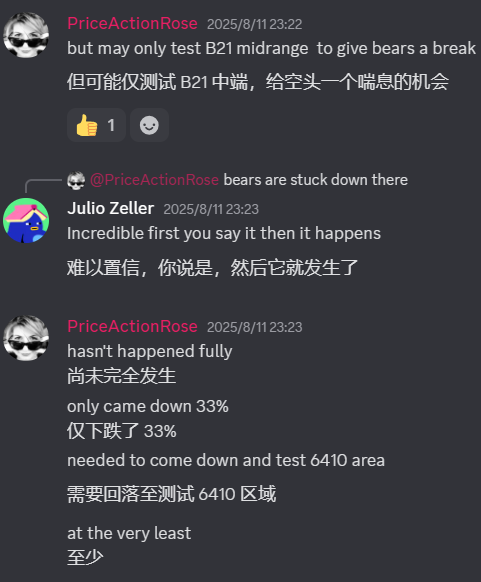 PriceActionRose 2025/8/11 23:22
but may only test B21 midrange to give bears a break
但可能仅测试 B21 中端，给空头一个喘息的机会
1
@PriceActionRose bears are stuck down there
Julio Zeller 2025/8/11 23:23
Incredible first you say it then it happens
难以置信，你说是，然后它就发生了
PriceActionRose 2025/8/11 23:23
hasn't happened fully
尚未完全发生
only came down 33%
仅下跌了 33%
needed to come down and test 6410 area
需要回落至测试 6410 区域
at the very least
至少